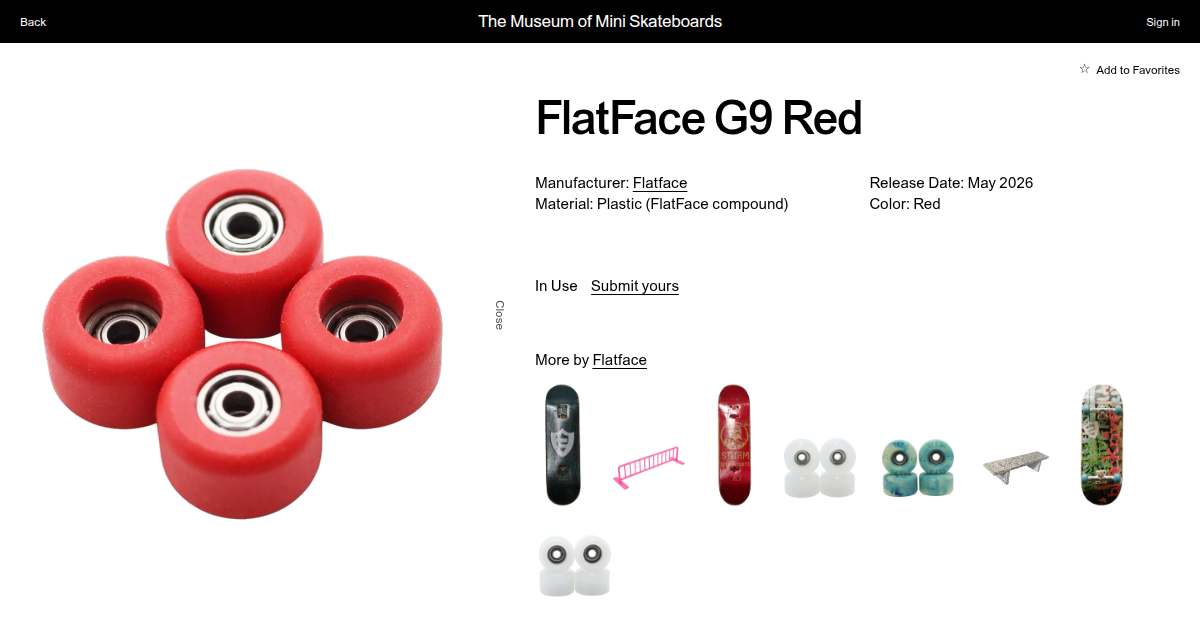 Back
The Museum of Mini Skateboards
Sign in
☆ Add to Favorites
FlatFace G9 Red
Manufacturer: Flatface
Material: Plastic (FlatFace compound)
Release Date: May 2026
Color: Red
Close
In Use Submit yours
More by Flatface
STURM